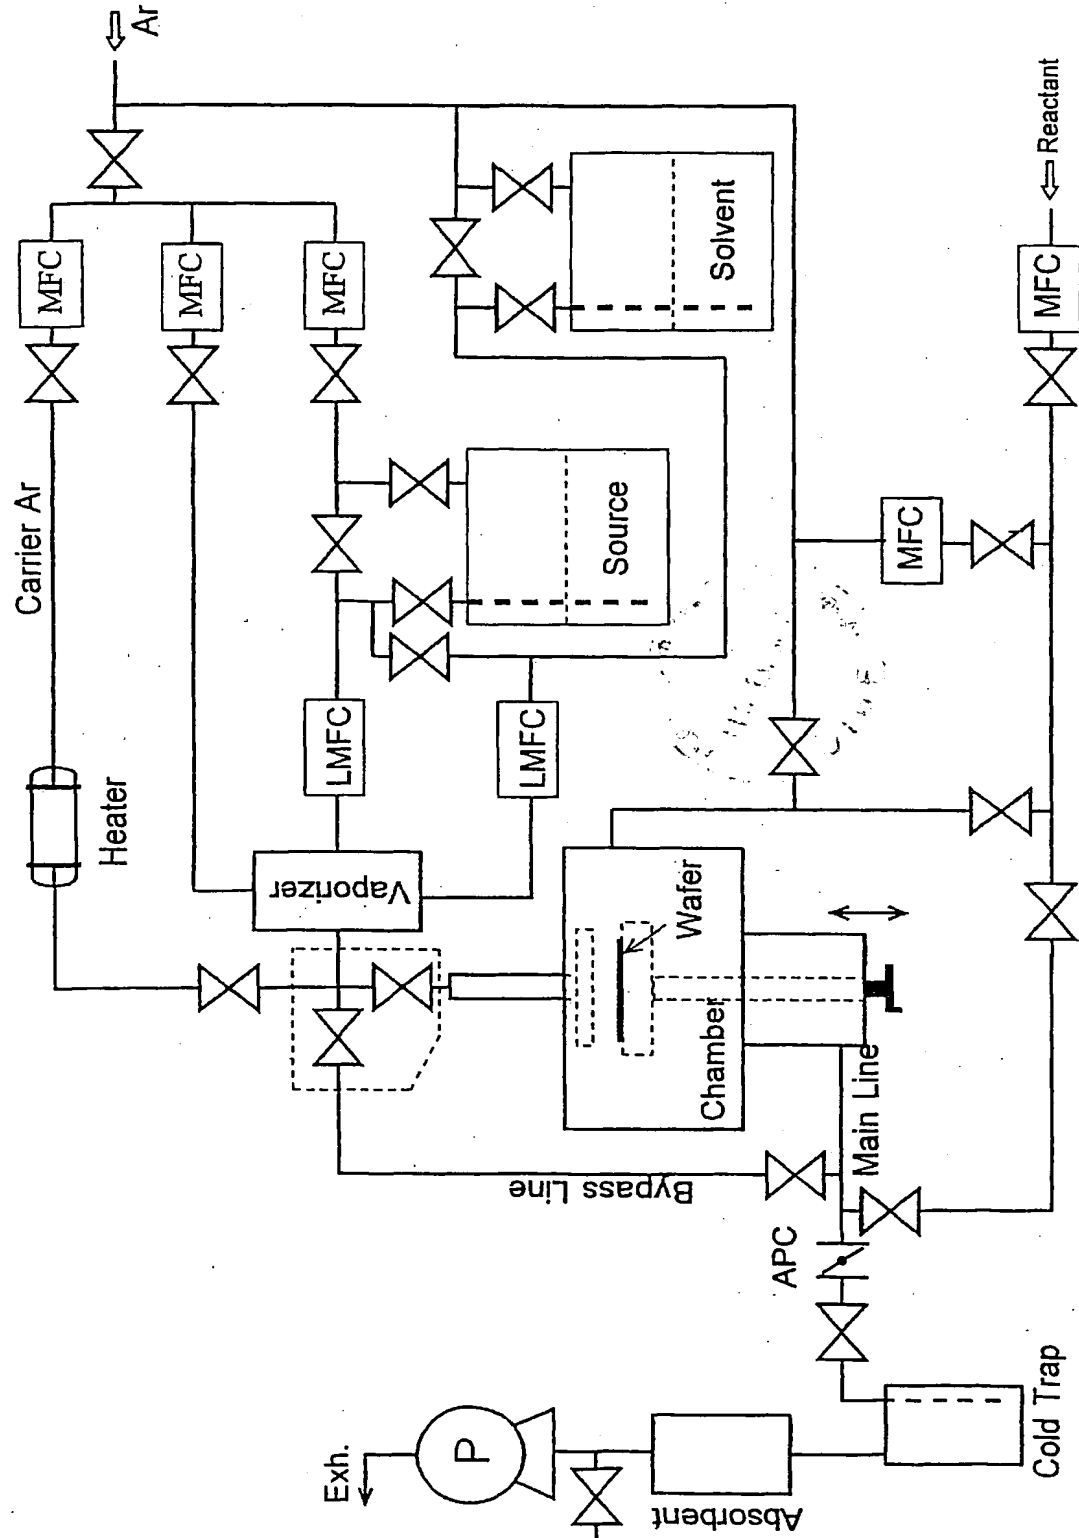 Ar
Carrier Ar
MFC
MFC
MFC
Heater
Vaporizer
LMFC
LMFC
Source
Solvent
Reactant
MFC
MFC
Wafer
Chamber
Main Line
Bypass Line
APC
Cold Trap
Absorbent
P
Exh.